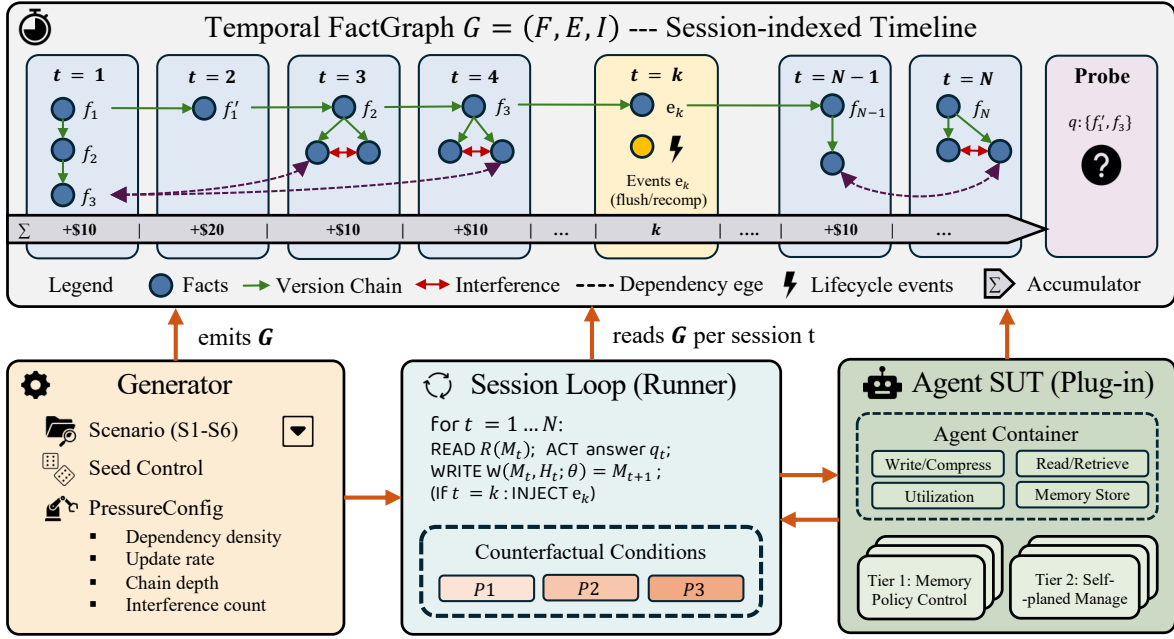 Temporal FactGraph G = (F, E, I) --- Session-indexed Timeline
t = 1
t = 2
t = 3
t = 4
t = k
t = N − 1
t = N
Probe
f₁
f₁′
f₂
f₃
eₖ
f_{N−1}
f_N
q: {f₁′, f₃}
f₂
f₃
Events eₖ
(flush/recomp)
?
Σ +$10 | +$20 | +$10 | +$10 | ... | k | .... | +$10 | ...
Legend Facts Version Chain Interference Dependency ege Lifecycle events Σ Accumulator
emits G
reads G per session t
Generator
Scenario (S1-S6)
Seed Control
PressureConfig
▪ Dependency density
▪ Update rate
▪ Chain depth
▪ Interference count
Session Loop (Runner)
For t = 1 ... N:
READ R(Mₜ); ACT answer qₜ;
WRITE W(Mₜ, Hₜ; θ) = Mₜ₊₁ ;
(If t = k : INJECT eₖ)
Counterfactual Conditions
P1 P2 P3
Agent SUT (Plug-in)
Agent Container
Write/Compress Read/Retrieve
Utilization Memory Store
Tier 1: Memory
Policy Control
Tier 2: Self-
-planed Manage